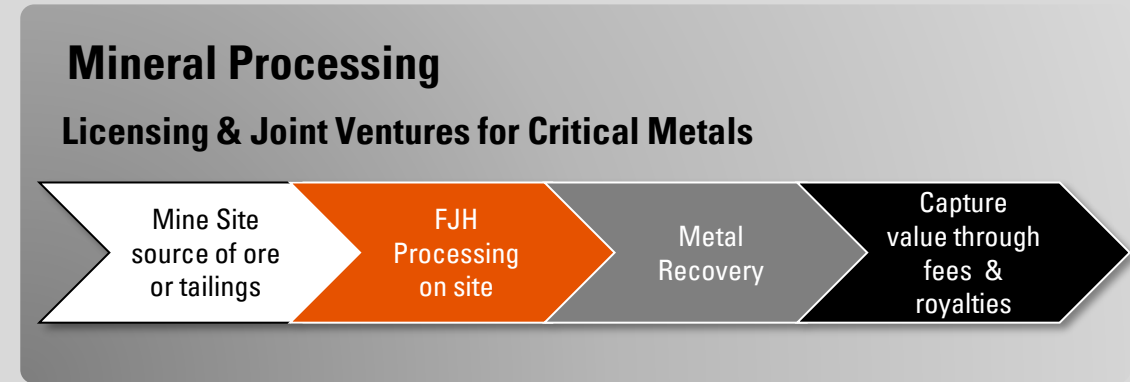 Mineral Processing
Licensing & Joint Ventures for Critical Metals
Mine Site
source of ore
or tailings
FJH
Processing
on site
Metal
Recovery
Capture
value through
fees &
royalties